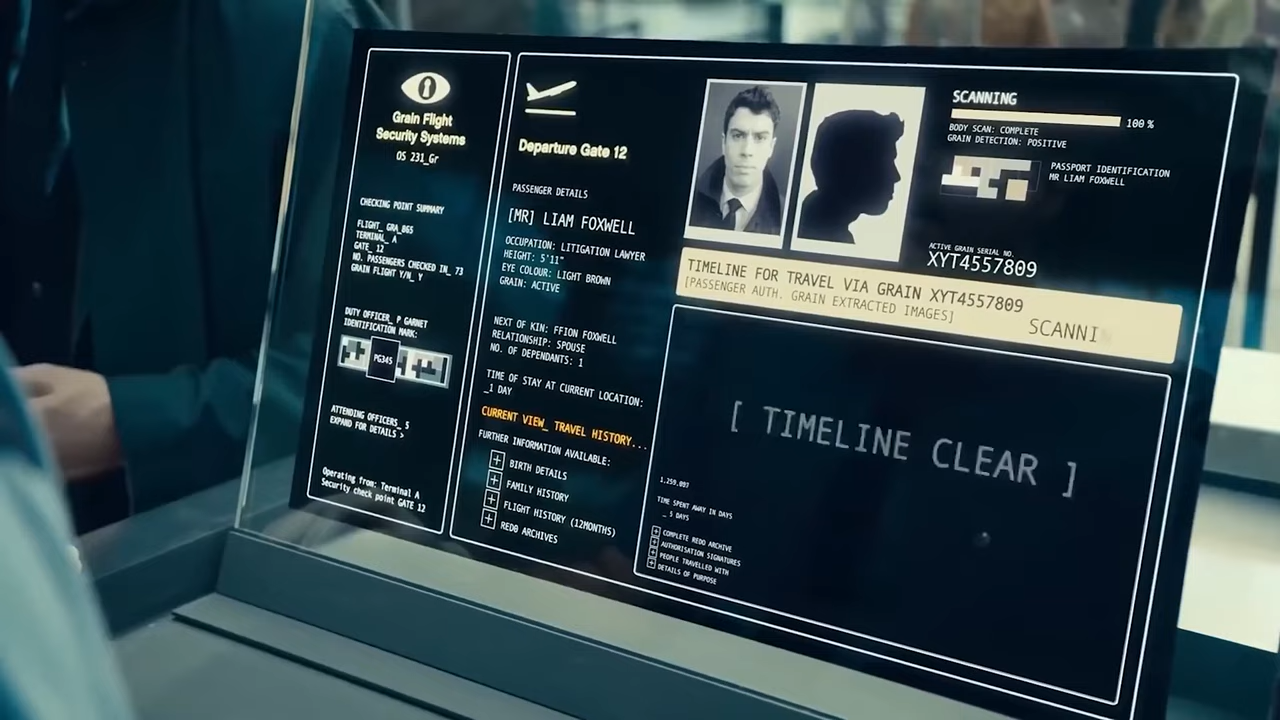 Grain Flight
Security Systems
OS 231_Gr
CHECKING POINT SUMMARY
FLIGHT_ GRA_865
TERMINAL_ A
GATE_ 12
NO. PASSENGERS CHECKED IN_ 73
GRAIN FLIGHT Y/N_ Y
DUTY OFFICER_ P GARNET
IDENTIFICATION MARK:
PG345
ATTENDING OFFICERS_ 5
EXPAND FOR DETAILS >
Operating from: Terminal A
Security check point GATE 12
Departure Gate 12
PASSENGER DETAILS
[MR] LIAM FOXWELL
OCCUPATION: LITIGATION LAWYER
HEIGHT: 5'11"
EYE COLOUR: LIGHT BROWN
GRAIN: ACTIVE
NEXT OF KIN: FFION FOXWELL
RELATIONSHIP: SPOUSE
NO. OF DEPENDANTS: 1
TIME OF STAY AT CURRENT LOCATION:
_1 DAY
CURRENT VIEW_ TRAVEL HISTORY...
FURTHER INFORMATION AVAILABLE:
+ BIRTH DETAILS
+ FAMILY HISTORY
+ FLIGHT HISTORY (12MONTHS)
+ REDO ARCHIVES
SCANNING
100%
BODY SCAN: COMPLETE
GRAIN DETECTION: POSITIVE
PASSPORT IDENTIFICATION
MR LIAM FOXWELL
ACTIVE GRAIN SERIAL NO.
XYT4557809
TIMELINE FOR TRAVEL VIA GRAIN XYT4557809
[PASSENGER AUTH. GRAIN EXTRACTED IMAGES]
SCANNI
[ TIMELINE CLEAR ]
1,259,097
TIME SPENT AWAY IN DAYS
_ 5 DAYS
+ COMPLETE REDO ARCHIVE
+ AUTHORISATION SIGNATURES
+ PEOPLE TRAVELLED WITH
+ DETAILS OF PURPOSE